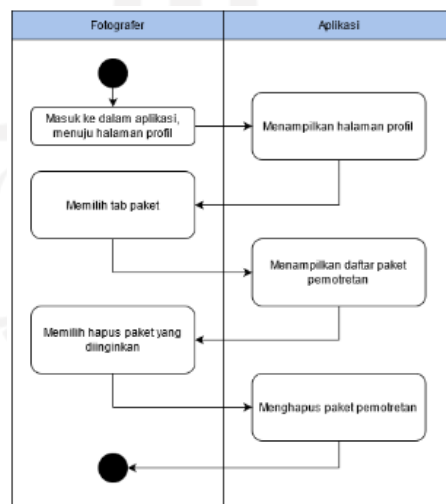 Fotografer
Aplikasi
Masuk ke dalam aplikasi,
menuju halaman profil
Menampilkan halaman profil
Memilih tab paket
Menampilkan daftar paket
pemotretan
Memilih hapus paket yang
diinginkan
Menghapus paket pemotretan